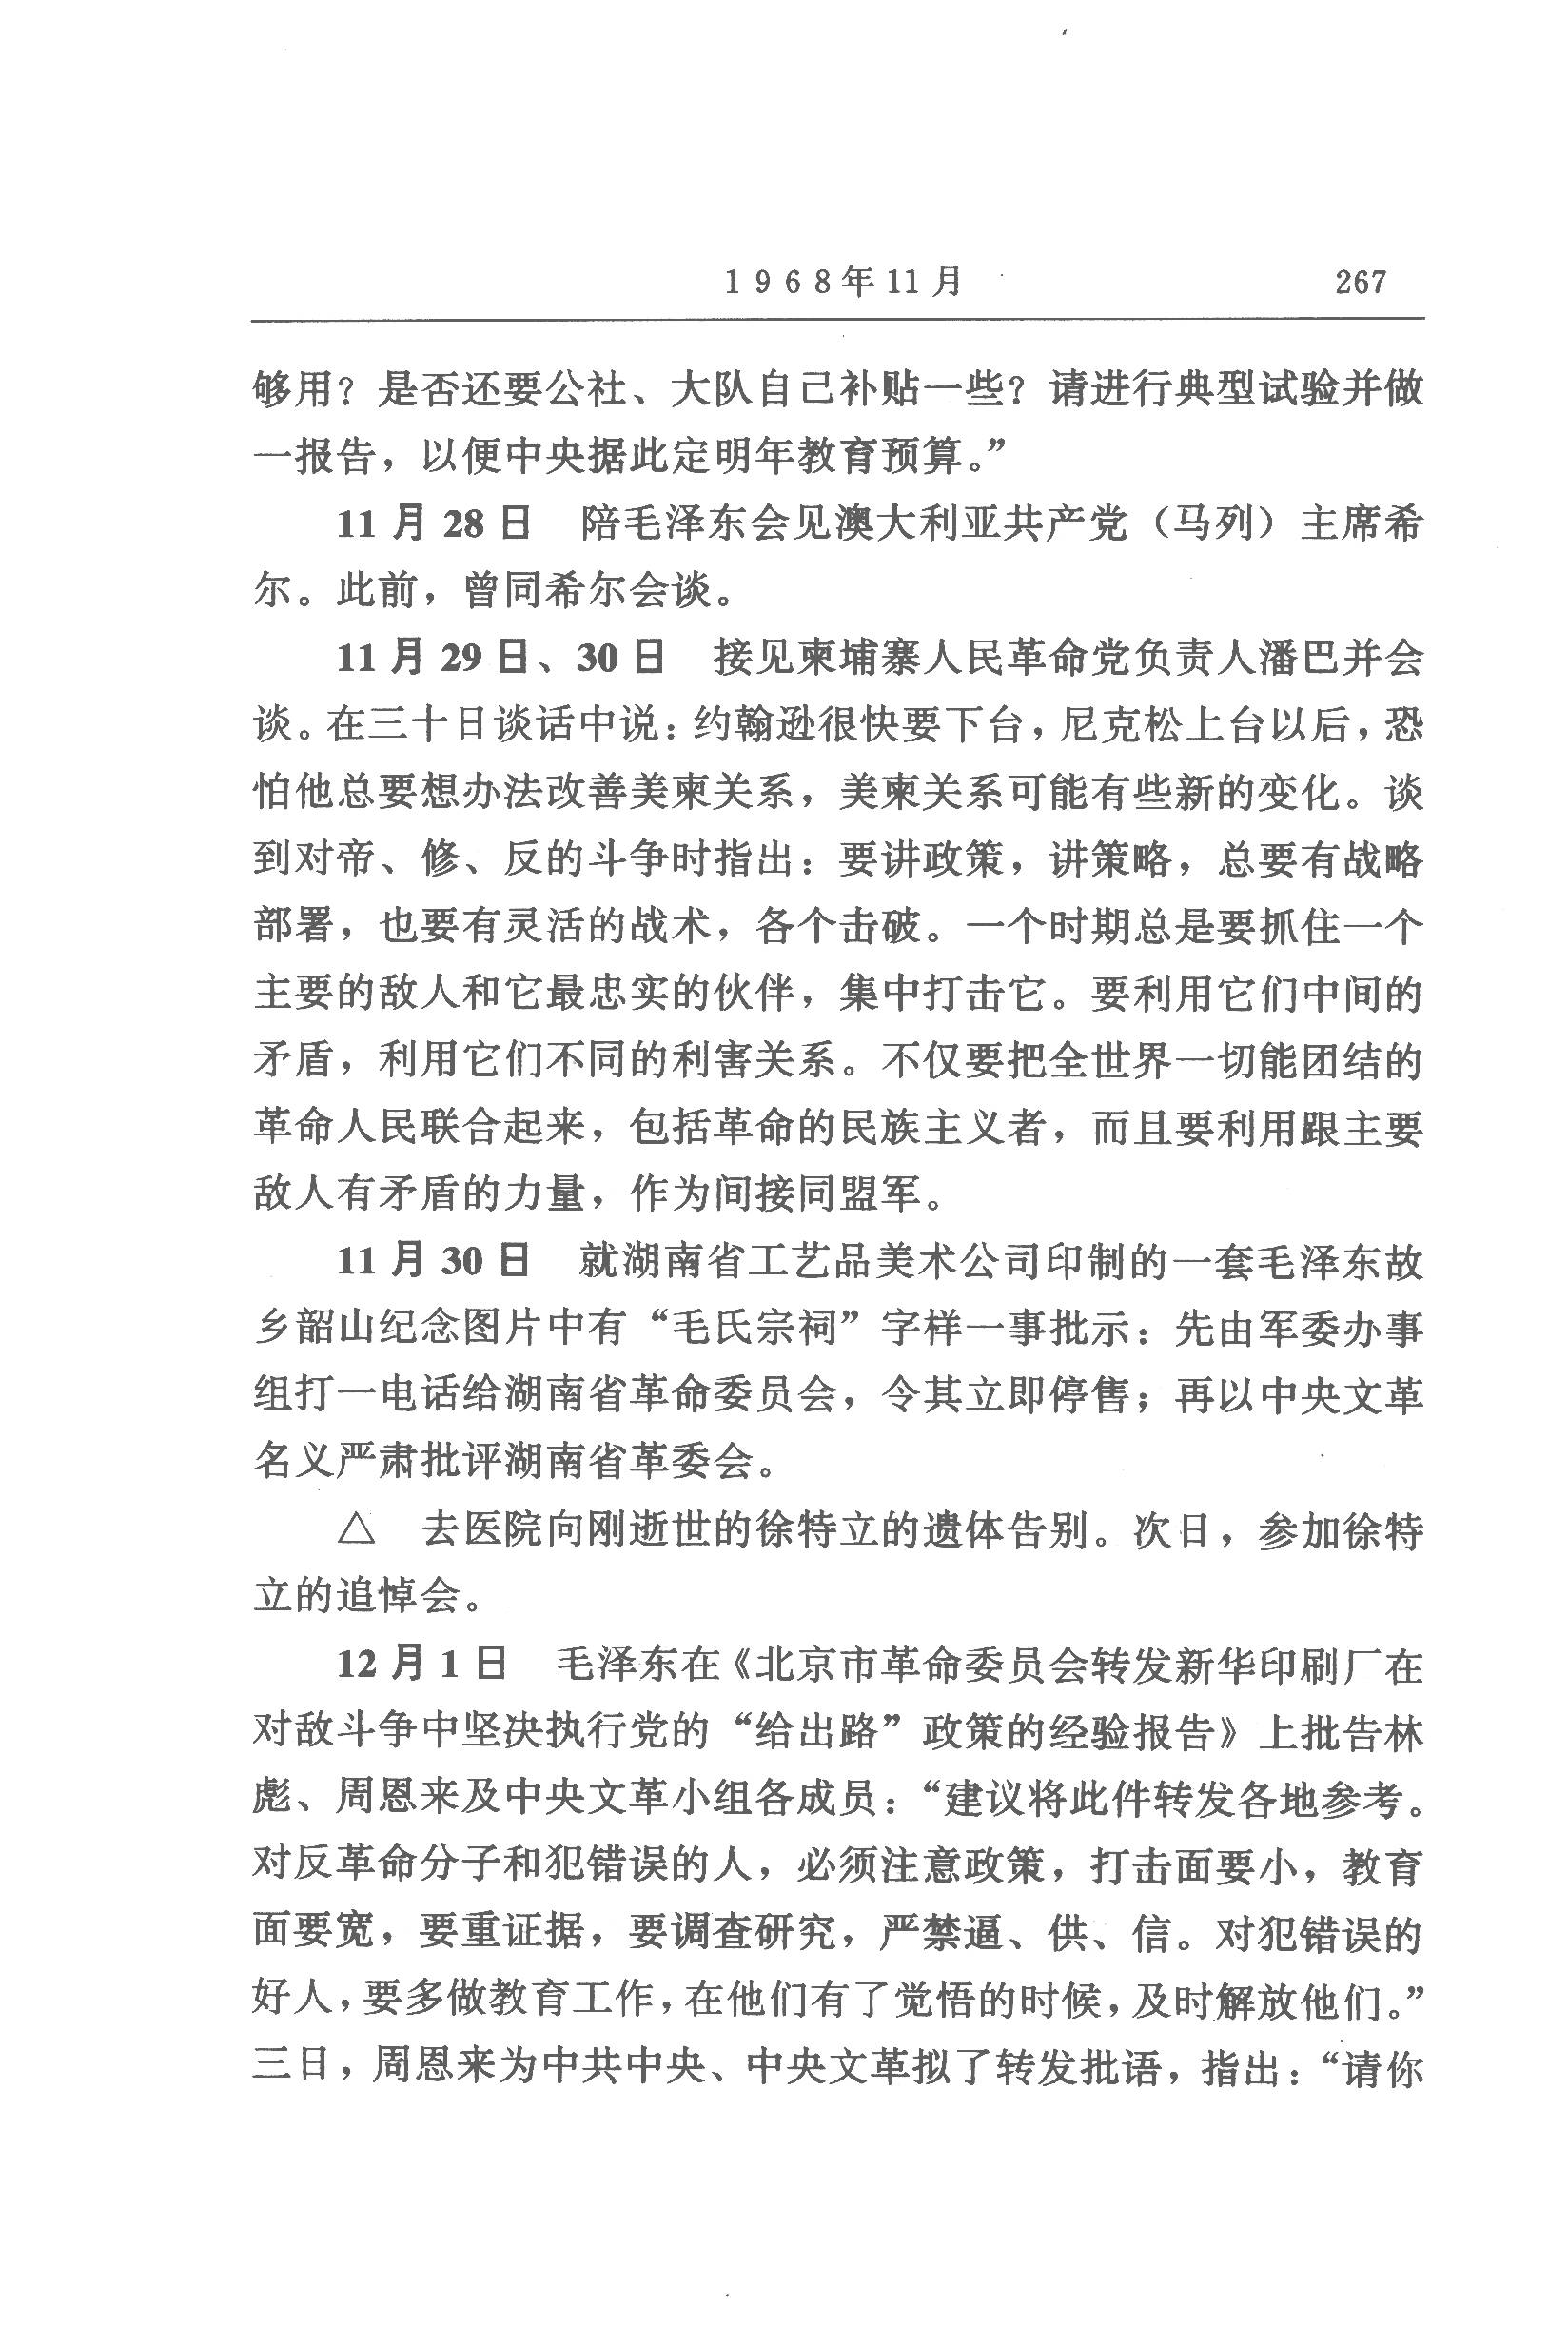 1968年11月 267
够用？是否还要公社、大队自己补贴一些？请进行典型试验并做
一报告，以便中央据此定明年教育预算。”
11月28日　陪毛泽东会见澳大利亚共产党（马列）主席希
尔。此前，曾同希尔会谈。
11月29日、30日　接见柬埔寨人民革命党负责人潘巴并会
谈。在三十日谈话中说：约翰逊很快要下台，尼克松上台以后，恐
怕他总要想办法改善美柬关系，美柬关系可能有些新的变化。谈
到对帝、修、反的斗争时指出：要讲政策，讲策略，总要有战略
部署，也要有灵活的战术，各个击破。一个时期总是要抓住一个
主要的敌人和它最忠实的伙伴，集中打击它。要利用它们中间的
矛盾，利用它们不同的利害关系。不仅要把全世界一切能团结的
革命人民联合起来，包括革命的民族主义者，而且要利用跟主要
敌人有矛盾的力量，作为间接同盟军。
11月30日　就湖南省工艺品美术公司印制的一套毛泽东故
乡韶山纪念图片中有“毛氏宗祠”字样一事批示：先由军委办事
组打一电话给湖南省革命委员会，令其立即停售；再以中央文革
名义严肃批评湖南省革委会。
△　去医院向刚逝世的徐特立的遗体告别。次日，参加徐特
立的追悼会。
12月1日　毛泽东在《北京市革命委员会转发新华印刷厂在
对敌斗争中坚决执行党的“给出路”政策的经验报告》上批告林
彪、周恩来及中央文革小组各成员：“建议将此件转发各地参考。
对反革命分子和犯错误的人，必须注意政策，打击面要小，教育
面要宽，要重证据，要调查研究，严禁逼、供、信。对犯错误的
好人，要多做教育工作，在他们有了觉悟的时候，及时解放他们。”
三日，周恩来为中共中央、中央文革拟了转发批语，指出：“请你